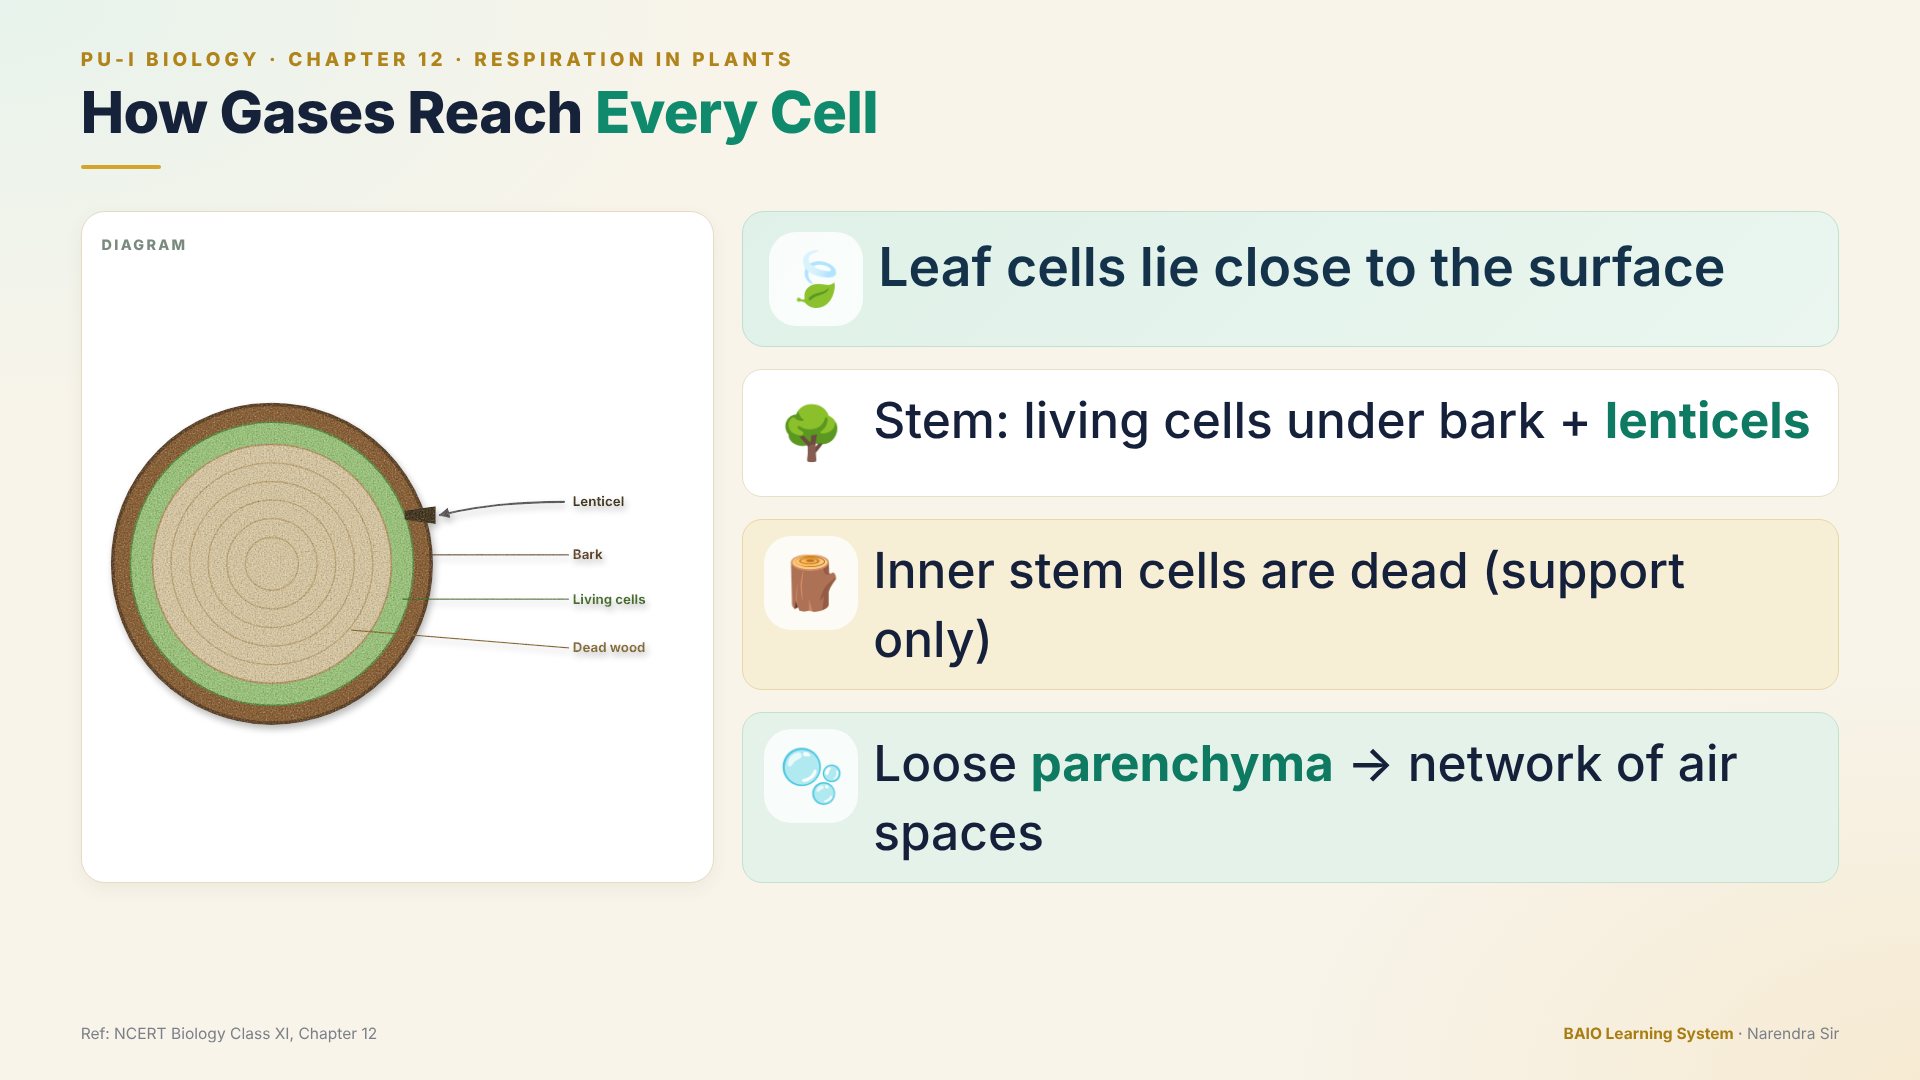 PU-I BIOLOGY · CHAPTER 12 · RESPIRATION IN PLANTS
How Gases Reach Every Cell
DIAGRAM
Lenticel
Bark
Living cells
Dead wood
Leaf cells lie close to the surface
Stem: living cells under bark + lenticels
Inner stem cells are dead (support
only)
Loose parenchyma → network of air
spaces
Ref: NCERT Biology Class XI, Chapter 12
BAIO Learning System · Narendra Sir